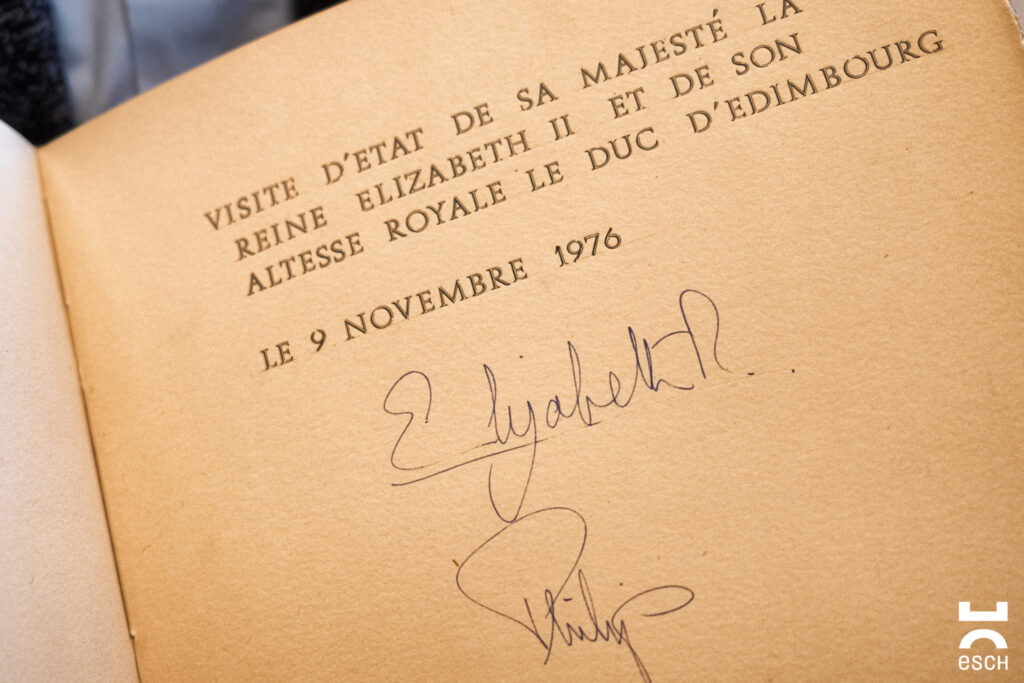 VISITE D'ETAT DE SA MAJESTÉ LA
REINE ELIZABETH II ET DE SON
ALTESSE ROYALE LE DUC D'EDIMBOURG
LE 9 NOVEMBRE 1976
Elizabeth R.
Philip
esch